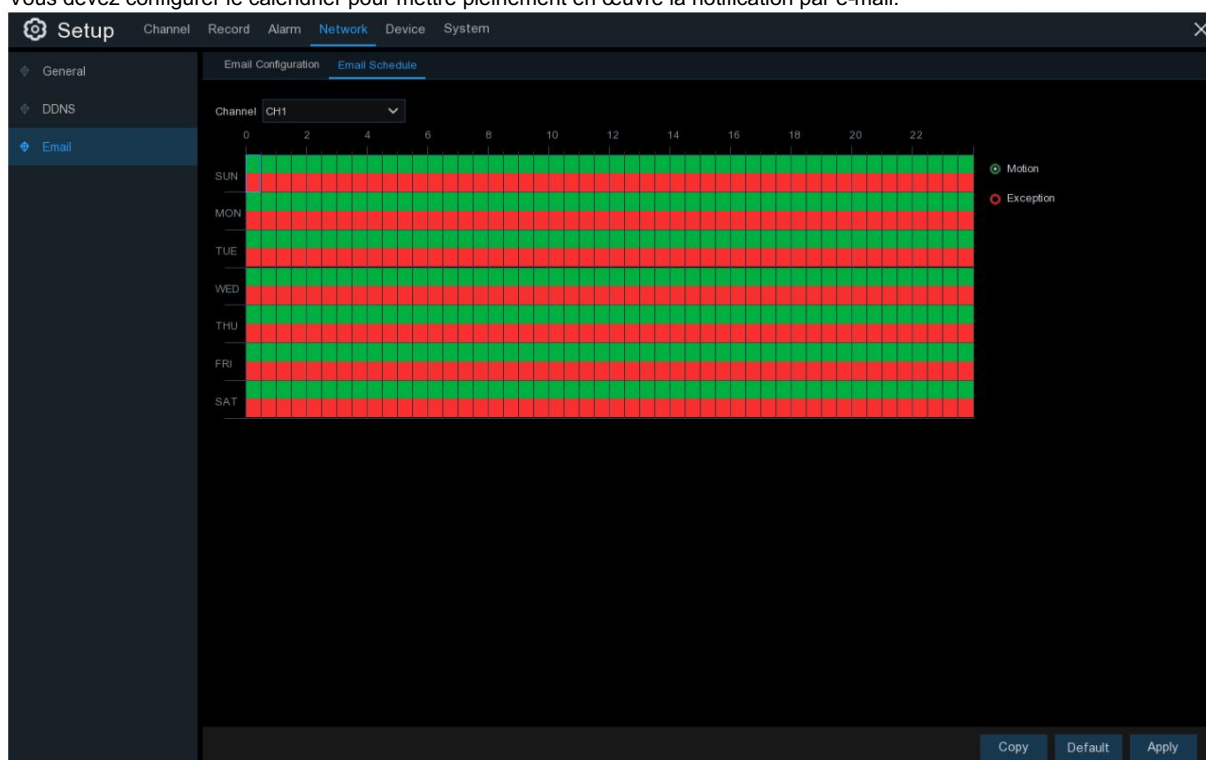 Vous devez configurer le calendrier pour mettre pleinement en œuvre la notification par e-mail.
Setup Channel Record Alarm Network Device System
General
DDNS
Email
Email Configuration Email Schedule
Channel CH1
0 2 4 6 8 10 12 14 16 18 20 22
SUN
MON
TUE
WED
THU
FRI
SAT
Motion
Exception
Copy Default Apply